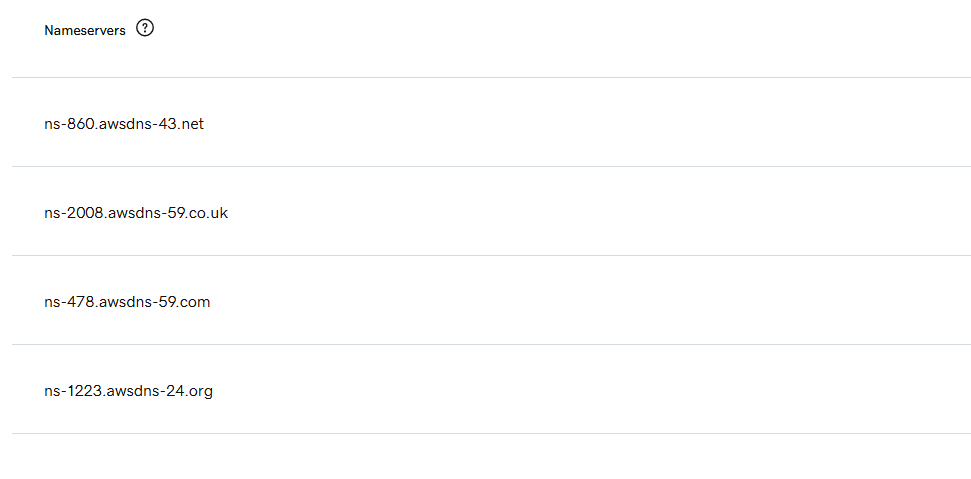 Nameservers ?
ns-860.awsdns-43.net
ns-2008.awsdns-59.co.uk
ns-478.awsdns-59.com
ns-1223.awsdns-24.org